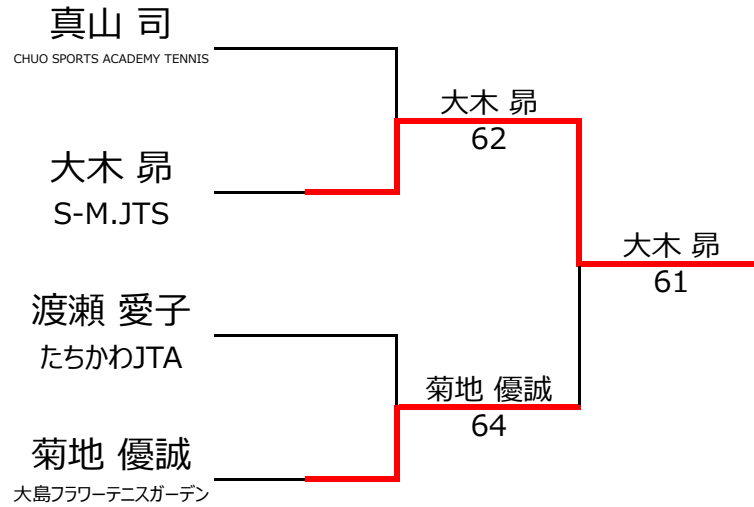 真山 司
CHUO SPORTS ACADEMY TENNIS
大木 昴
62
大木 昴
S-M.JTS
大木 昴
61
渡瀬 愛子
たちかわJTA
菊地 優誠
64
菊地 優誠
大島フラワーテニスガーデン